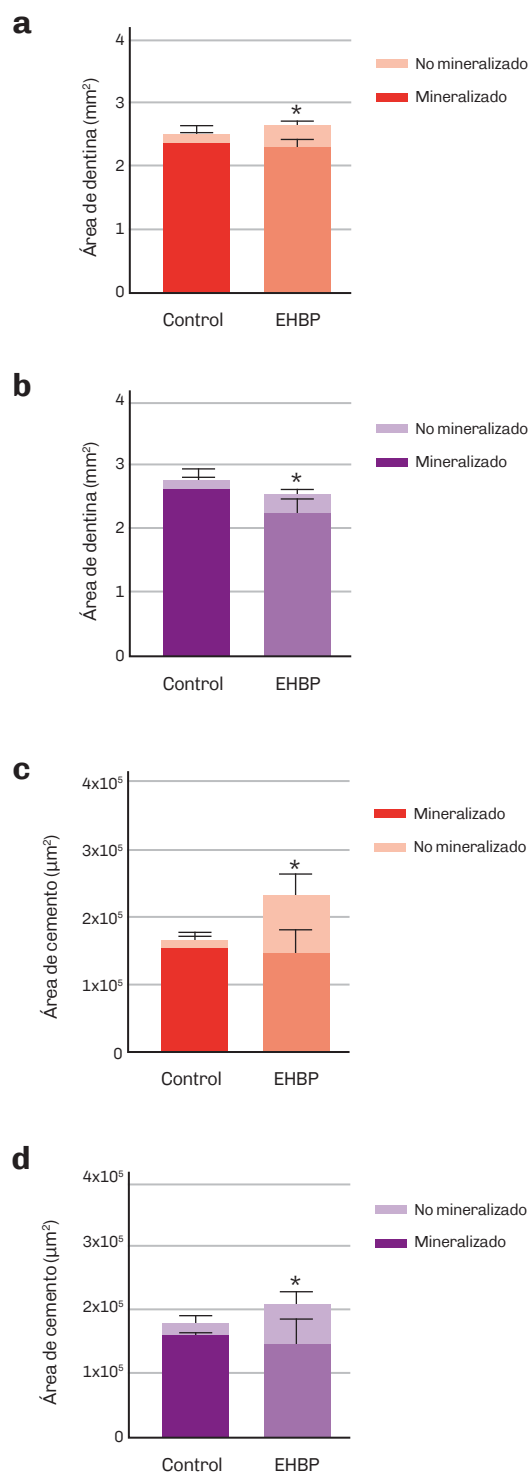 a
Área de dentina (mm²)
4
3
2
1
0
*
Control
EHBP
No mineralizado
Mineralizado
b
Área de dentina (mm²)
4
3
2
1
0
*
Control
EHBP
No mineralizado
Mineralizado
c
Área de cemento (µm²)
4x10⁵
3x10⁵
2x10⁵
1x10⁵
0
*
Control
EHBP
Mineralizado
No mineralizado
d
Área de cemento (µm²)
4x10⁵
3x10⁵
2x10⁵
1x10⁵
0
*
Control
EHBP
No mineralizado
Mineralizado